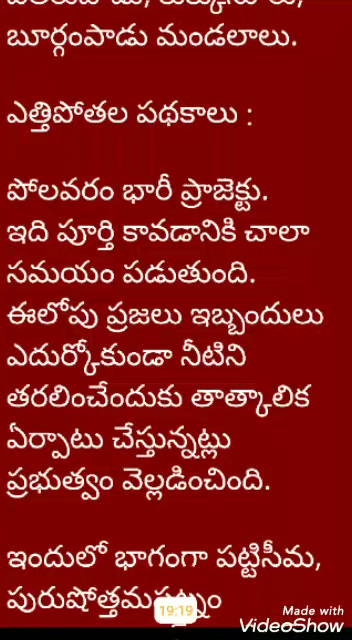 బూర్గంపాడు మండలాలు.
ఎత్తిపోతల పథకాలు :
పోలవరం భారీ ప్రాజెక్టు.
ఇది పూర్తి కావడానికి చాలా
సమయం పడుతుంది.
ఈలోపు ప్రజలు ఇబ్బందులు
ఎదుర్కోకుండా నీటిని
తరలించేందుకు తాత్కాలిక
ఏర్పాటు చేస్తున్నట్లు
ప్రభుత్వం వెల్లడించింది.
ఇందులో భాగంగా పట్టిసీమ,
19:19
Made with
VideoShow